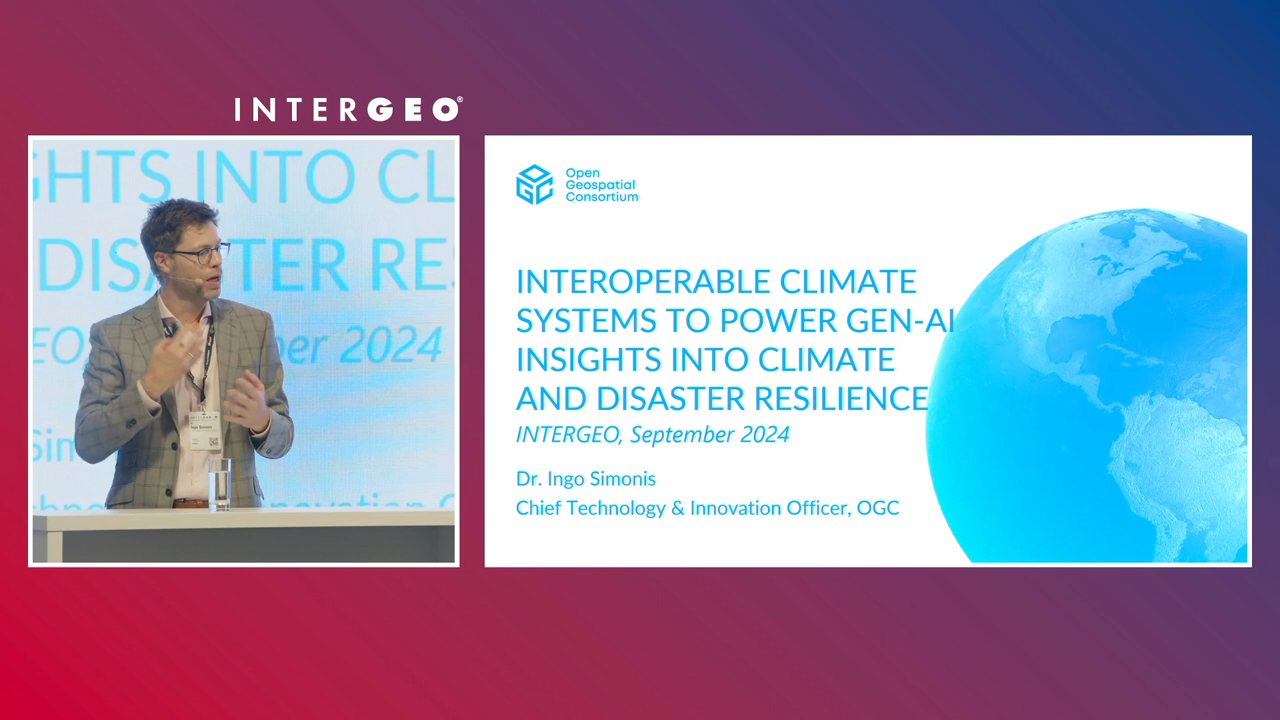 INTERGEO®
GHTS INTO CL
DISASTER RES
EO, ber 2024
Sim
Open
Geospatial
Consortium
INTEROPERABLE CLIMATE
SYSTEMS TO POWER GEN-AI
INSIGHTS INTO CLIMATE
AND DISASTER RESILIENCE
INTERGEO, September 2024
Dr. Ingo Simonis
Chief Technology & Innovation Officer, OGC